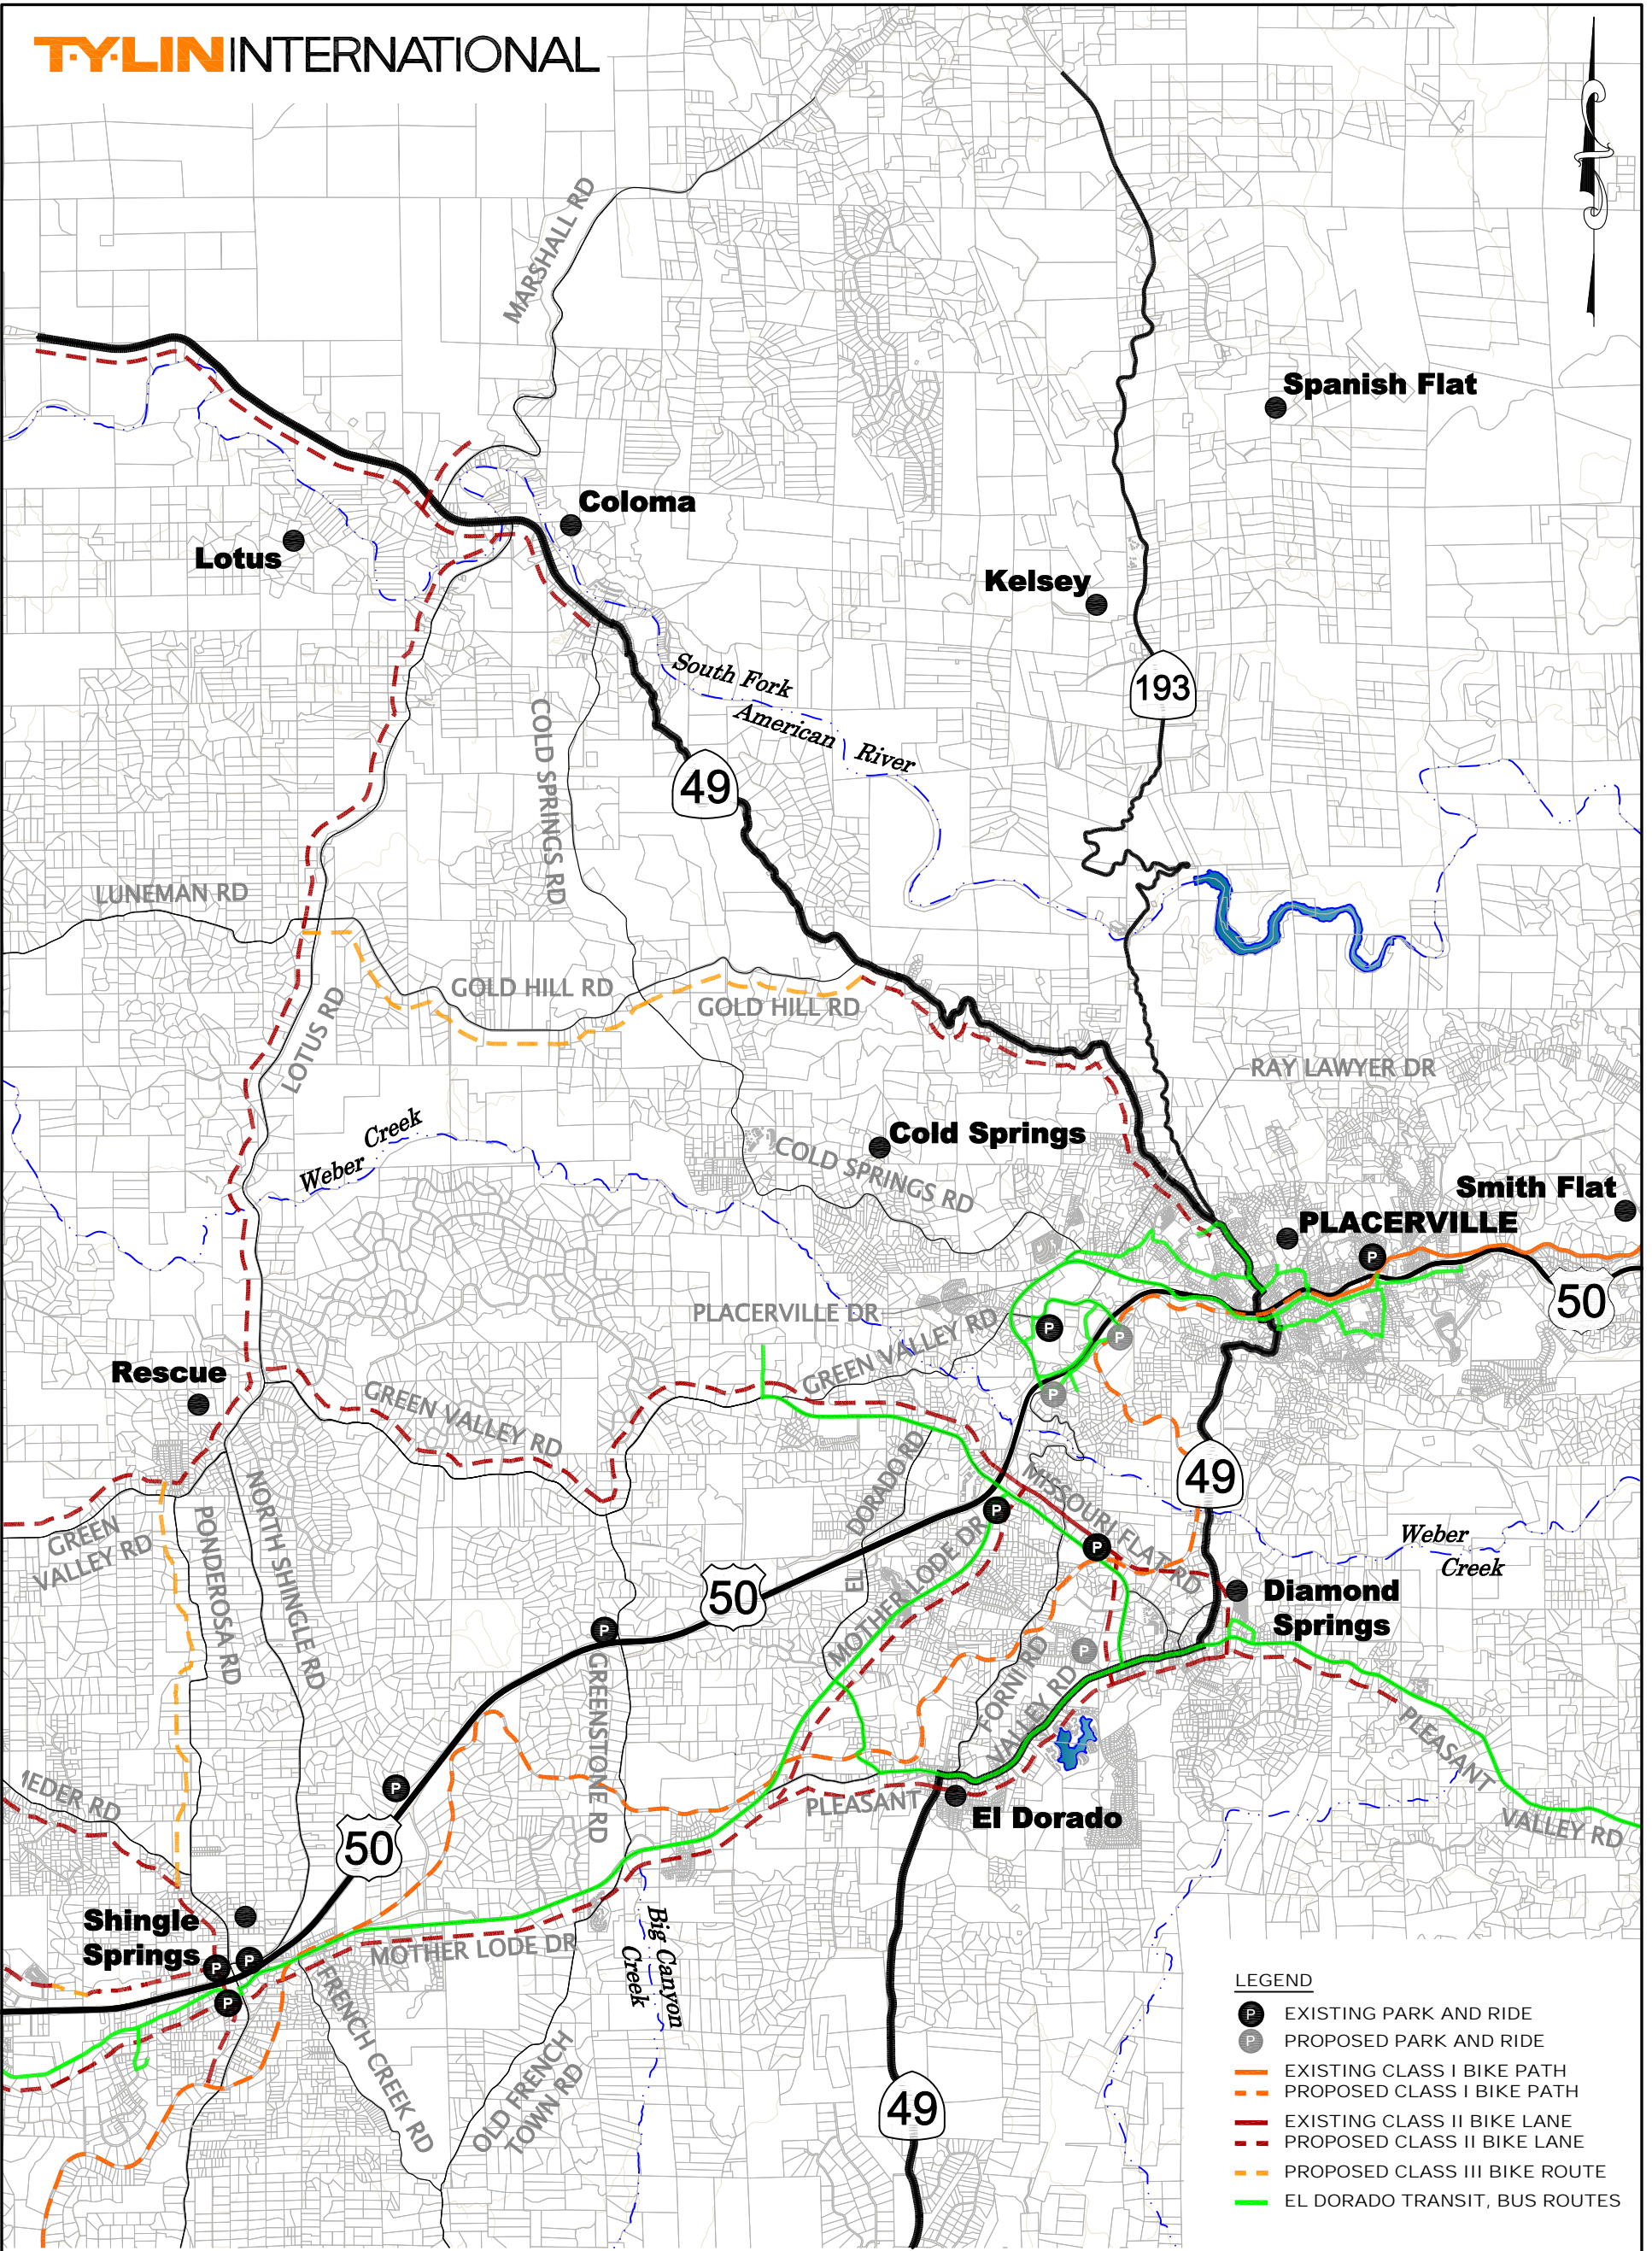 T·Y·LIN INTERNATIONAL
MARSHALL RD
Spanish Flat
Coloma
Lotus
Kelsey
193
South Fork
American River
COLD SPRINGS RD
49
LUNEMAN RD
GOLD HILL RD
GOLD HILL RD
LOTUS RD
RAY LAWYER DR
Weber Creek
Cold Springs
COLD SPRINGS RD
Smith Flat
PLACERVILLE
P
50
PLACERVILLE DR
P
P
GREEN VALLEY RD
Rescue
P
GREEN VALLEY RD
EL DORADO RD
MISSOURI FLAT RD
49
NORTH SHINGLE RD
PONDEROSA RD
GREEN
VALLEY RD
P
P
Weber
Creek
MOTHER LODE DR
50
Diamond
Springs
P
GREENSTONE RD
FORNI RD
P
VALLEY RD
PLEASANT
VALLEY RD
P
MEDER RD
PLEASANT
El Dorado
50
Shingle
Springs
P
P
P
MOTHER LODE DR
Big Canyon
Creek
FRENCH CREEK RD
OLD FRENCH
TOWN RD
49
LEGEND
P EXISTING PARK AND RIDE
P PROPOSED PARK AND RIDE
EXISTING CLASS I BIKE PATH
PROPOSED CLASS I BIKE PATH
EXISTING CLASS II BIKE LANE
PROPOSED CLASS II BIKE LANE
PROPOSED CLASS III BIKE ROUTE
EL DORADO TRANSIT, BUS ROUTES